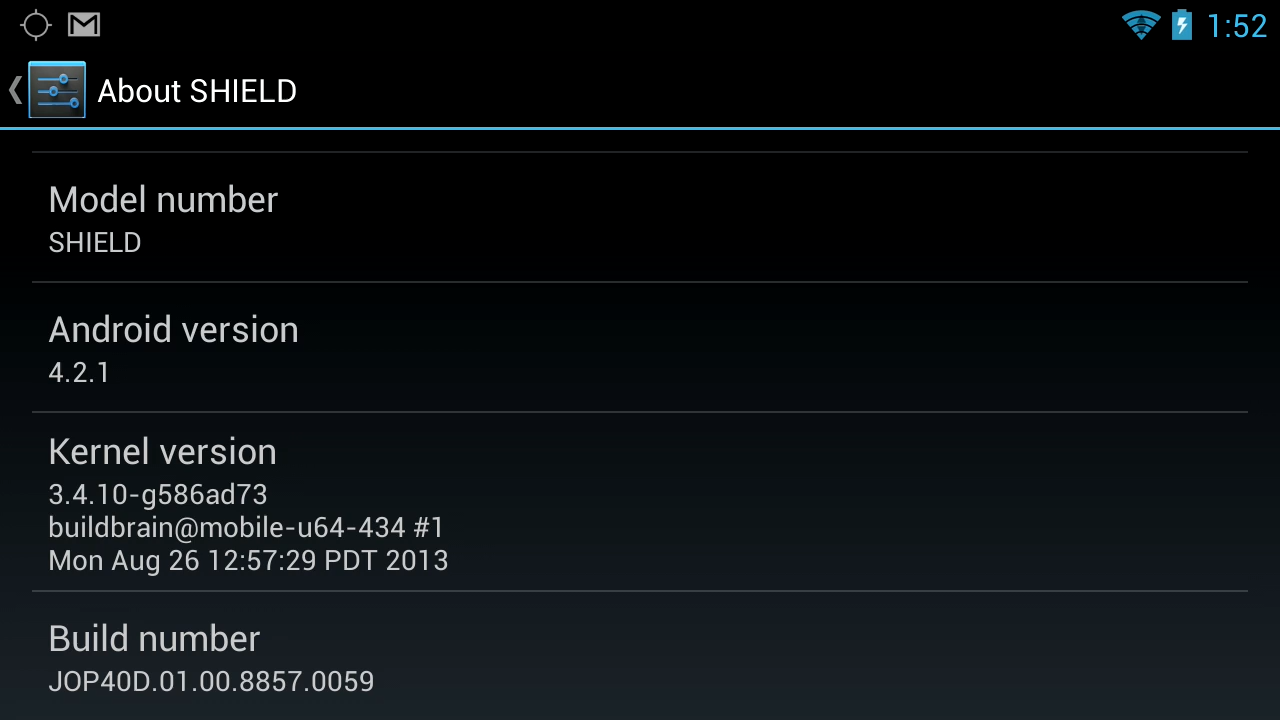 1:52
About SHIELD
Model number
SHIELD
Android version
4.2.1
Kernel version
3.4.10-g586ad73
buildbrain@mobile-u64-434 #1
Mon Aug 26 12:57:29 PDT 2013
Build number
JOP40D.01.00.8857.0059